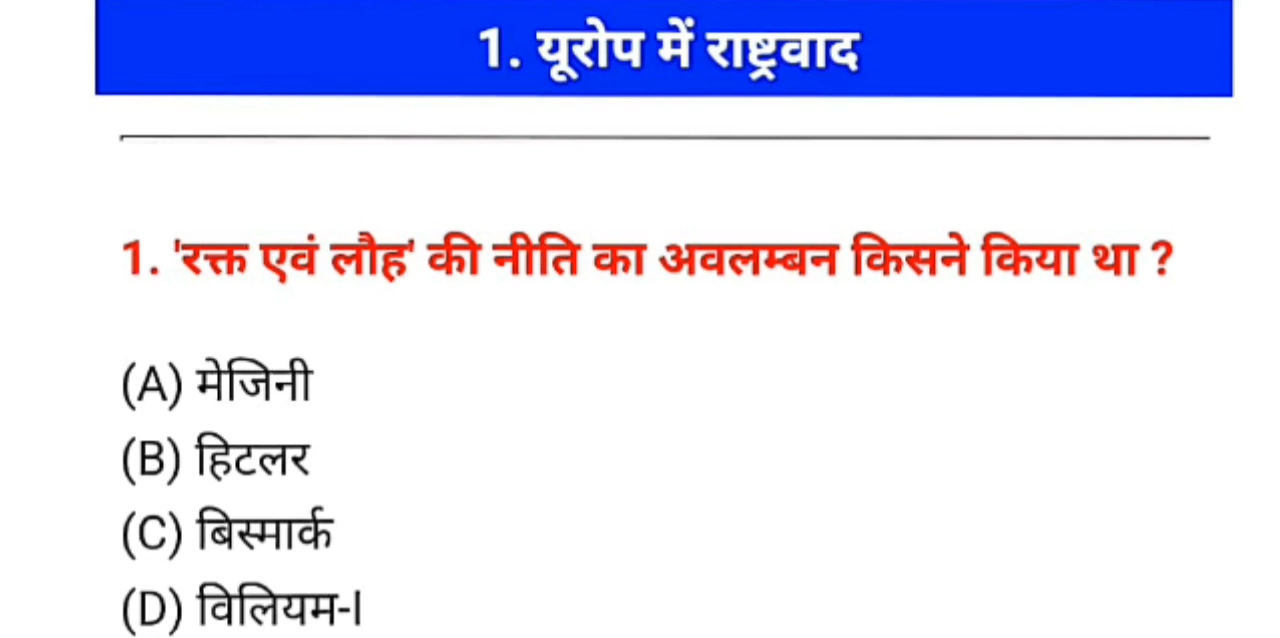 1. यूरोप में राष्ट्रवाद
1. 'रक्त एवं लौह' की नीति का अवलम्बन किसने किया था ?
(A) मेजिनी
(B) हिटलर
(C) बिस्मार्क
(D) विलियम-I